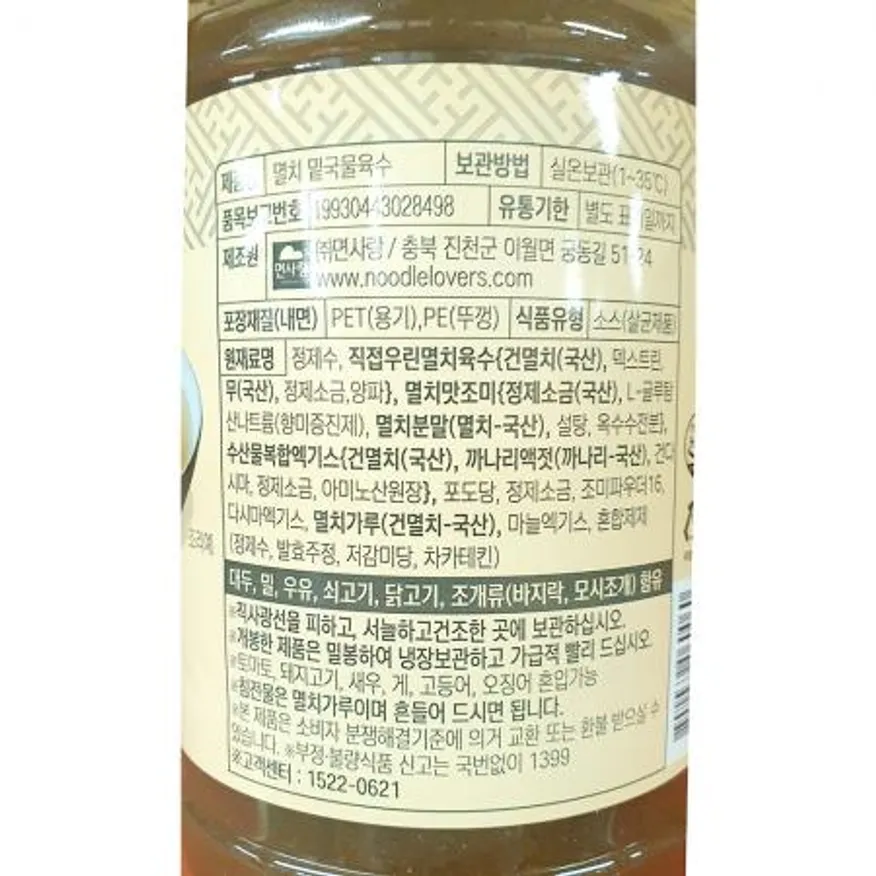 제품명 멸치 밑국물육수 보관방법 실온보관(1~35℃)
품목보고번호 19930443028498 유통기한 별도 표기일까지
제조원 면사랑 ㈜면사랑 / 충북 진천군 이월면 궁동길 51-24
www.noodlelovers.com
포장재질(내면) PET(용기),PE(뚜껑) 식품유형 소스(살균제품)
원재료명 정제수, 직접우린멸치육수{건멸치(국산), 덱스트린,
무(국산), 정제소금,양파}, 멸치맛조미{정제소금(국산), L-글루탐
산나트륨(향미증진제), 멸치분말(멸치-국산), 설탕, 옥수수전분},
수산물복합엑기스{건멸치(국산), 까나리액젓(까나리-국산), 건다
시마, 정제소금, 아미노산원장}, 포도당, 정제소금, 조미파우더16,
다시마엑기스, 멸치가루(건멸치-국산), 마늘엑기스, 혼합제제
(정제수, 발효주정, 저감미당, 차카테킨)
대두, 밀, 우유, 쇠고기, 닭고기, 조개류(바지락, 모시조개) 함유
※직사광선을 피하고, 서늘하고건조한 곳에 보관하십시오.
※개봉한 제품은 밀봉하여 냉장보관하고 가급적 빨리 드십시오.
※토마토, 돼지고기, 새우, 게, 고등어, 오징어 혼입가능
※침전물은 멸치가루이며 흔들어 드시면 됩니다.
※본 제품은 소비자 분쟁해결기준에 의거 교환 또는 환불 받으실 수
있습니다. ※부정·불량식품 신고는 국번없이 1399
※고객센터 : 1522-0621